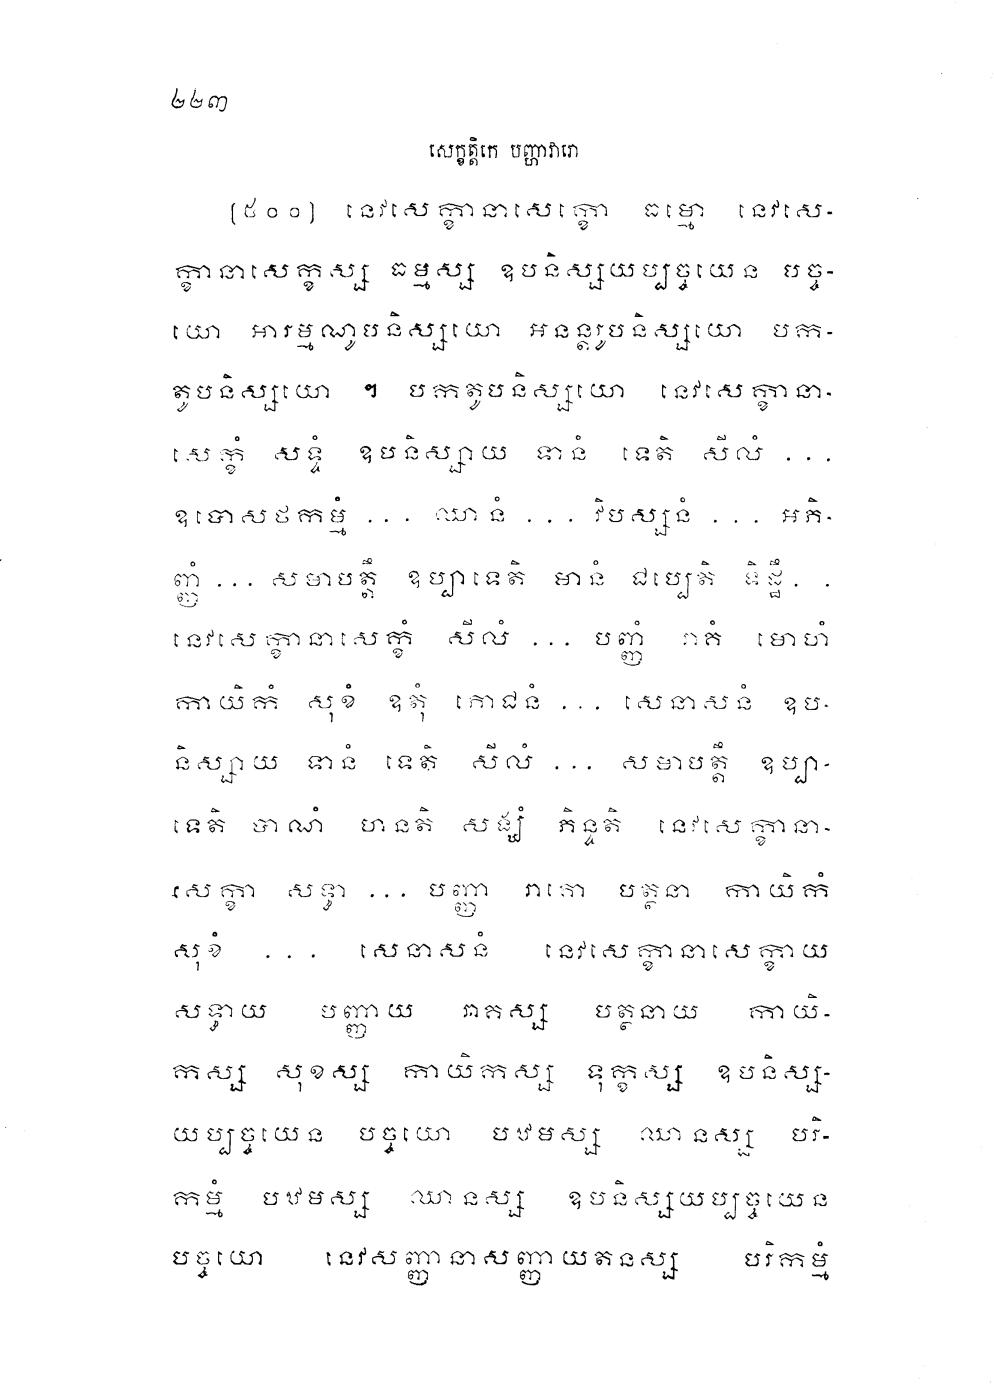 ២២៣
សេក្ខត្តិកេ បញ្ហាវារោ
[៥០០] នេវសេក្ខានាសេក្ខោ ធម្មោ នេវសេ-
ក្ខានាសេក្ខស្ស ធម្មស្ស ឧបនិស្សយប្បច្ចយេន បច្ច-
យោ អារម្មណូបនិស្សយោ អនន្តរូបនិស្សយោ បក-
តូបនិស្សយោ ។ បកតូបនិស្សយោ នេវសេក្ខានា-
សេក្ខំ សទ្ធំ ឧបនិស្សាយ ទានំ ទេតិ សីលំ ...
ឧបោសថកម្មំ ... ឈានំ ... វិបស្សនំ ... អភិ-
ញ្ញំ ... សមាបត្តឹ ឧប្បាទេតិ មានំ ជប្បេតិ ទិដ្ឋឹ. .
នេវសេក្ខានាសេក្ខំ សីលំ ... បញ្ញំ រាគំ មោហំ
កាយិកំ សុខំ ឧតុំ ភោជនំ ... សេនាសនំ ឧប-
និស្សាយ ទានំ ទេតិ សីលំ ... សមាបត្តឹ ឧប្បា-
ទេតិ បាណំ ហនតិ សង្ឃំ ភិន្ទតិ នេវសេក្ខានា-
សេក្ខា សទ្ធា ... បញ្ញា រាគោ បត្ថនា កាយិកំ
សុខំ ... សេនាសនំ នេវសេក្ខានាសេក្ខាយ
សទ្ធាយ បញ្ញាយ រាគស្ស បត្ថនាយ កាយិ-
កស្ស សុខស្ស កាយិកស្ស ទុក្ខស្ស ឧបនិស្ស-
យប្បច្ចយេន បច្ចយោ បឋមស្ស ឈានស្ស បរិ-
កម្មំ បឋមស្ស ឈានស្ស ឧបនិស្សយប្បច្ចយេន
បច្ចយោ នេវសញ្ញានាសញ្ញាយតនស្ស បរិកម្មំ